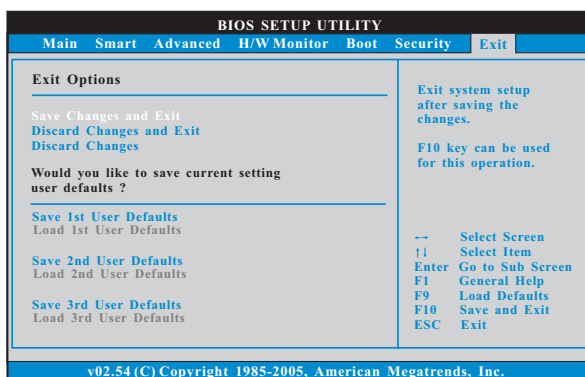 BIOS SETUP UTILITY
Main Smart Advanced H/W Monitor Boot Security Exit
Exit Options
Save Changes and Exit
Discard Changes and Exit
Discard Changes
Would you like to save current setting
user defaults ?
Save 1st User Defaults
Load 1st User Defaults
Save 2nd User Defaults
Load 2nd User Defaults
Save 3rd User Defaults
Load 3rd User Defaults
Exit system setup
after saving the
changes.
F10 key can be used
for this operation.
←→ Select Screen
↑↓ Select Item
Enter Go to Sub Screen
F1 General Help
F9 Load Defaults
F10 Save and Exit
ESC Exit
v02.54 (C) Copyright 1985-2005, American Megatrends, Inc.